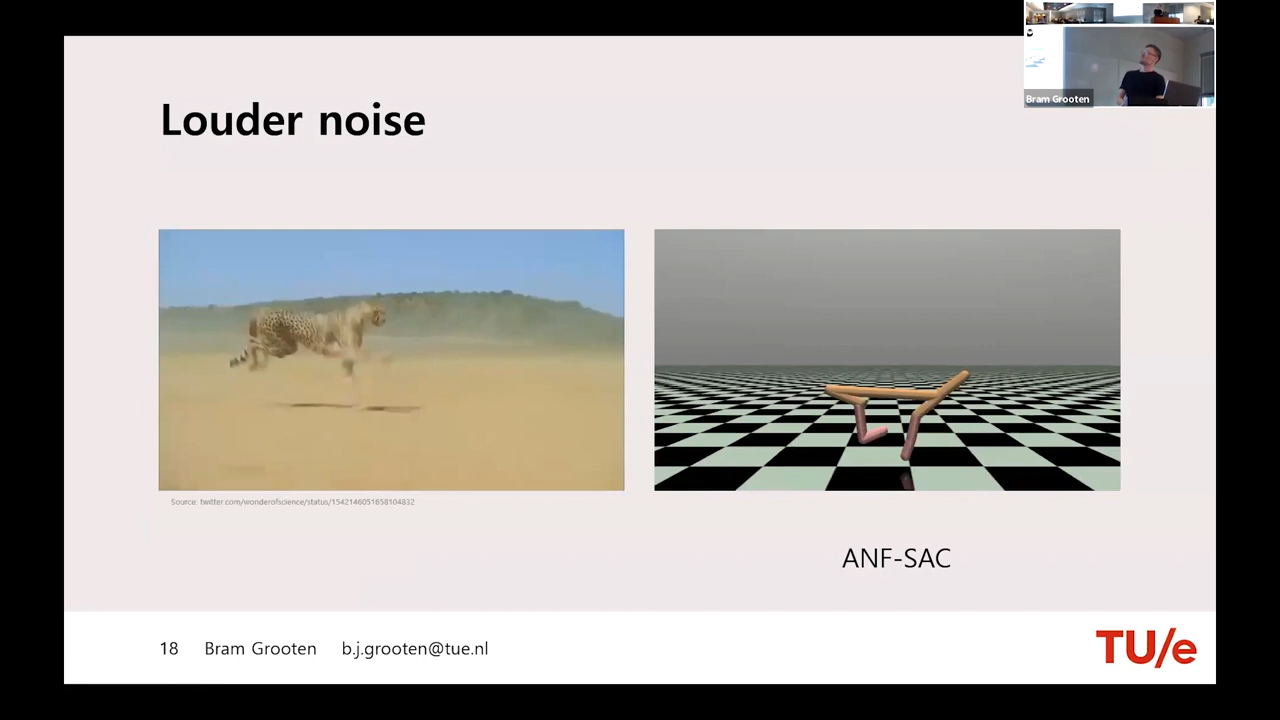 Bram Grooten
Louder noise
Source: twitter.com/wonderofscience/status/1542146051658104832
ANF-SAC
18 Bram Grooten b.j.grooten@tue.nl
TU/e